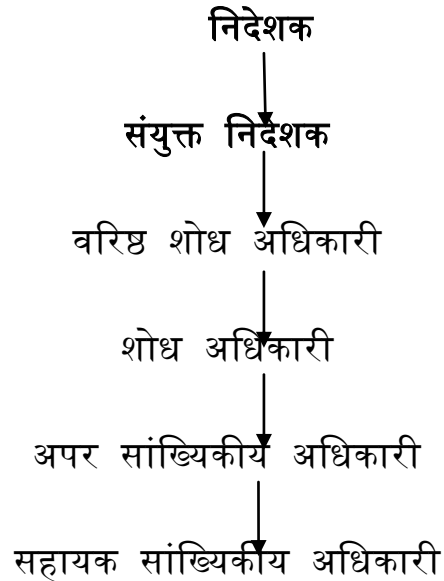 निदेशक
संयुक्त निदेशक
वरिष्ठ शोध अधिकारी
शोध अधिकारी
अपर सांख्यिकीय अधिकारी
सहायक सांख्यिकीय अधिकारी